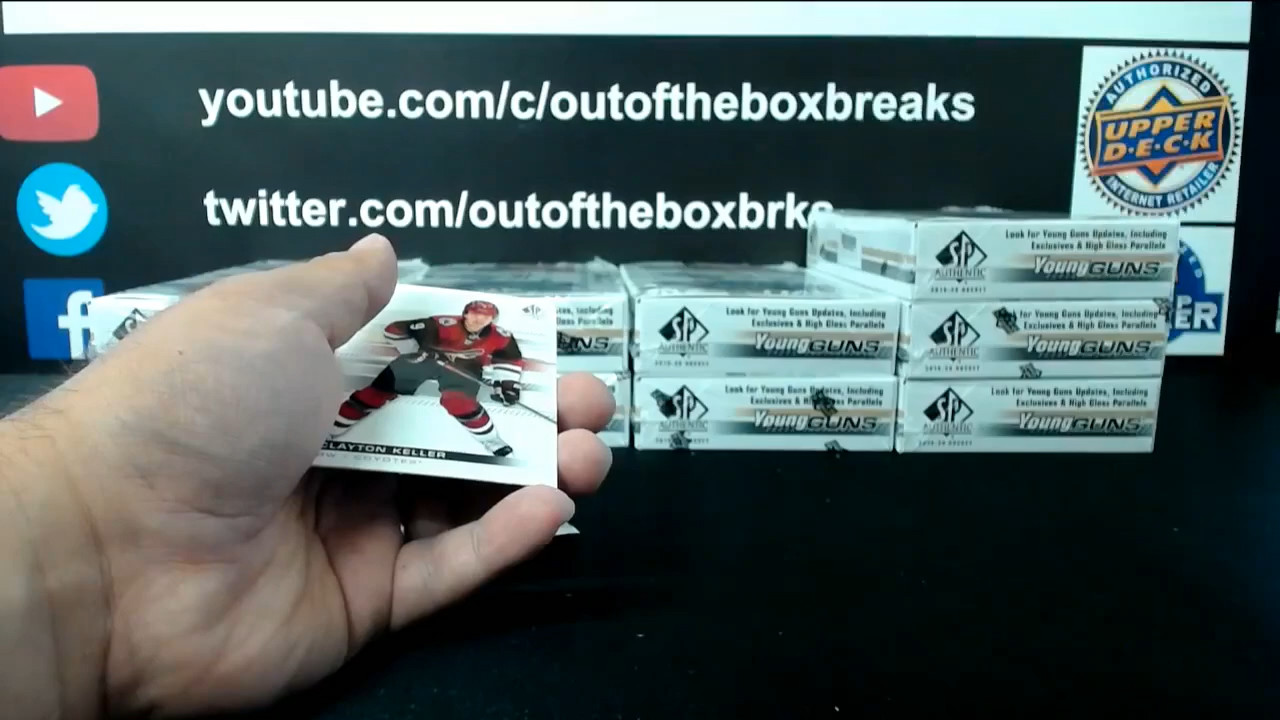 youtube.com/c/outoftheboxbreaks
twitter.com/outoftheboxbrks
AUTHORIZED
UPPER
D·E·C·K
INTERNET RETAILER
Look for Young Guns Updates, Including
Exclusives & High Gloss Parallels
SP
AUTHENTIC
Young GUNS
2019-20 HOCKEY
Look for Young Guns Updates, Including
Exclusives & High Gloss Parallels
SP
AUTHENTIC
Young GUNS
Look for Young Guns Updates, Including
Exclusives & High Gloss Parallels
SP
AUTHENTIC
Young GUNS
Look for Young Guns Updates, Including
Exclusives & High Gloss Parallels
SP
AUTHENTIC
Young GUNS
Look for Young Guns Updates, Including
Exclusives & High Gloss Parallels
SP
AUTHENTIC
Young GUNS
CLAYTON KELLER
COYOTES